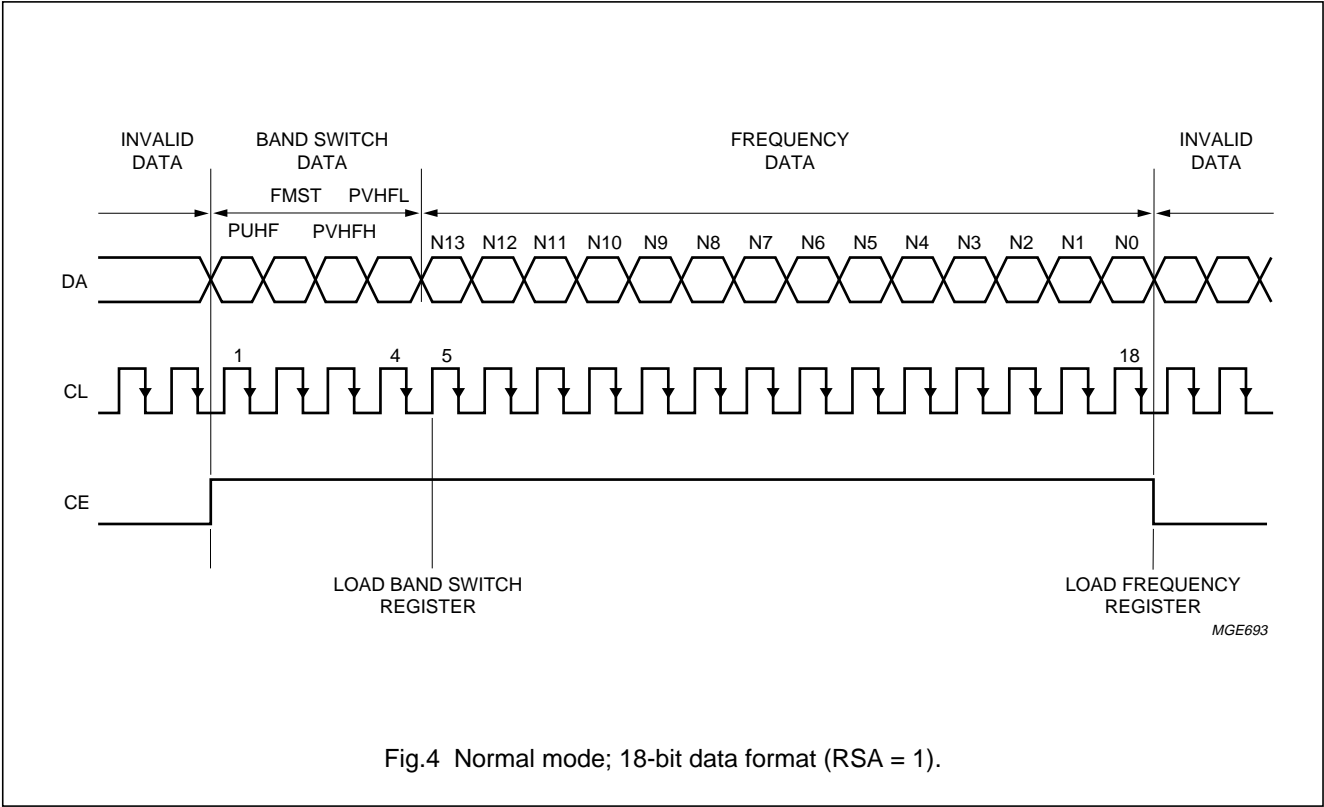 INVALID
DATA
BAND SWITCH
DATA
FREQUENCY
DATA
INVALID
DATA
FMST PVHFL
PUHF PVHFH
N13 N12 N11 N10 N9 N8 N7 N6 N5 N4 N3 N2 N1 N0
DA
1 4 5 18
CL
CE
LOAD BAND SWITCH
REGISTER
LOAD FREQUENCY
REGISTER
MGE693
Fig.4 Normal mode; 18-bit data format (RSA = 1).